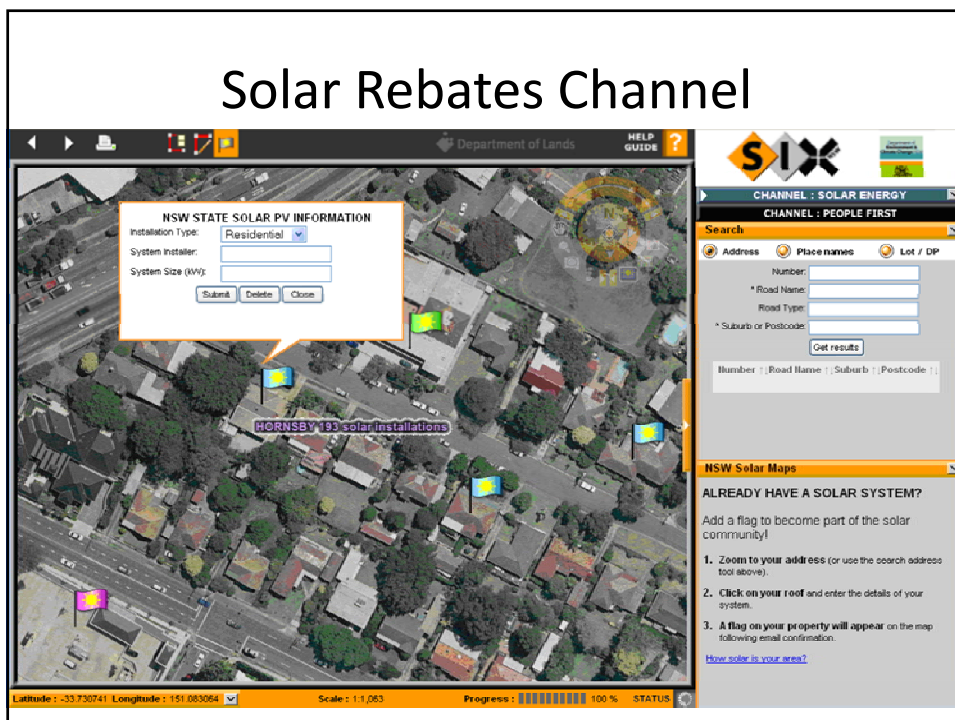 Solar Rebates Channel
Department of Lands
HELP
GUIDE
?
SIX
CHANNEL : SOLAR ENERGY
CHANNEL : PEOPLE FIRST
Search
Address Place names Lot / DP
Number:
* Road Name:
Road Type:
* Suburb or Postcode:
Get results
Number ↑↓ Road Name ↑↓ Suburb ↑↓ Postcode ↑↓
NSW STATE SOLAR PV INFORMATION
Installation Type: Residential
System Installer:
System Size (kW):
Submit Delete Close
N
HORNSBY 193 solar installations
NSW Solar Maps
ALREADY HAVE A SOLAR SYSTEM?
Add a flag to become part of the solar
community!
1. Zoom to your address (or use the search address
tool above).
2. Click on your roof and enter the details of your
system.
3. A flag on your property will appear on the map
following email confirmation.
How solar is your area?
Latitude : -33.730741 Longitude : 151.083064 Scale : 1:1,063 Progress : 100 % STATUS